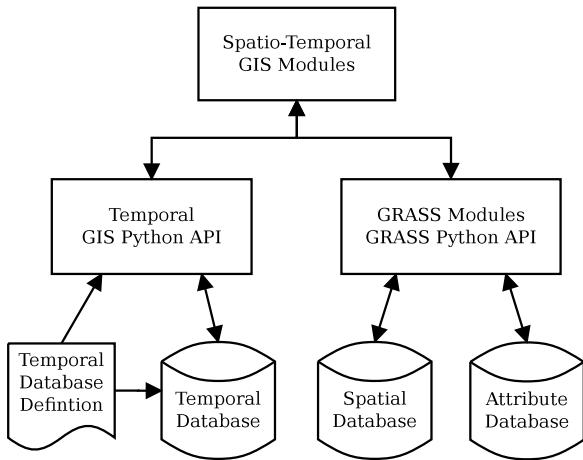 Spatio-Temporal
GIS Modules
Temporal
GIS Python API
GRASS Modules
GRASS Python API
Temporal
Database
Defintion
Temporal
Database
Spatial
Database
Attribute
Database